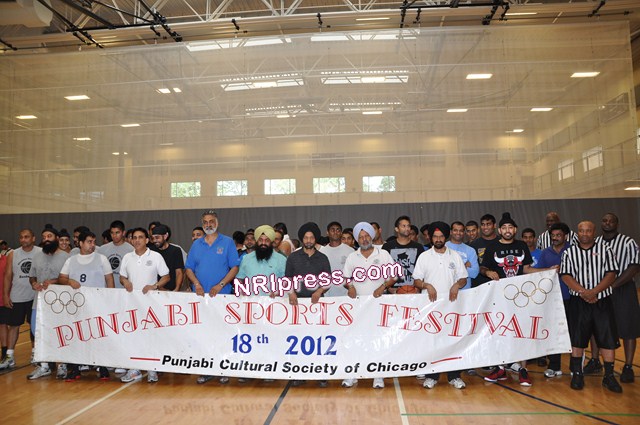 NRIpress.com
PUNJABI SPORTS FESTIVAL
18th 2012
Punjabi Cultural Society of Chicago